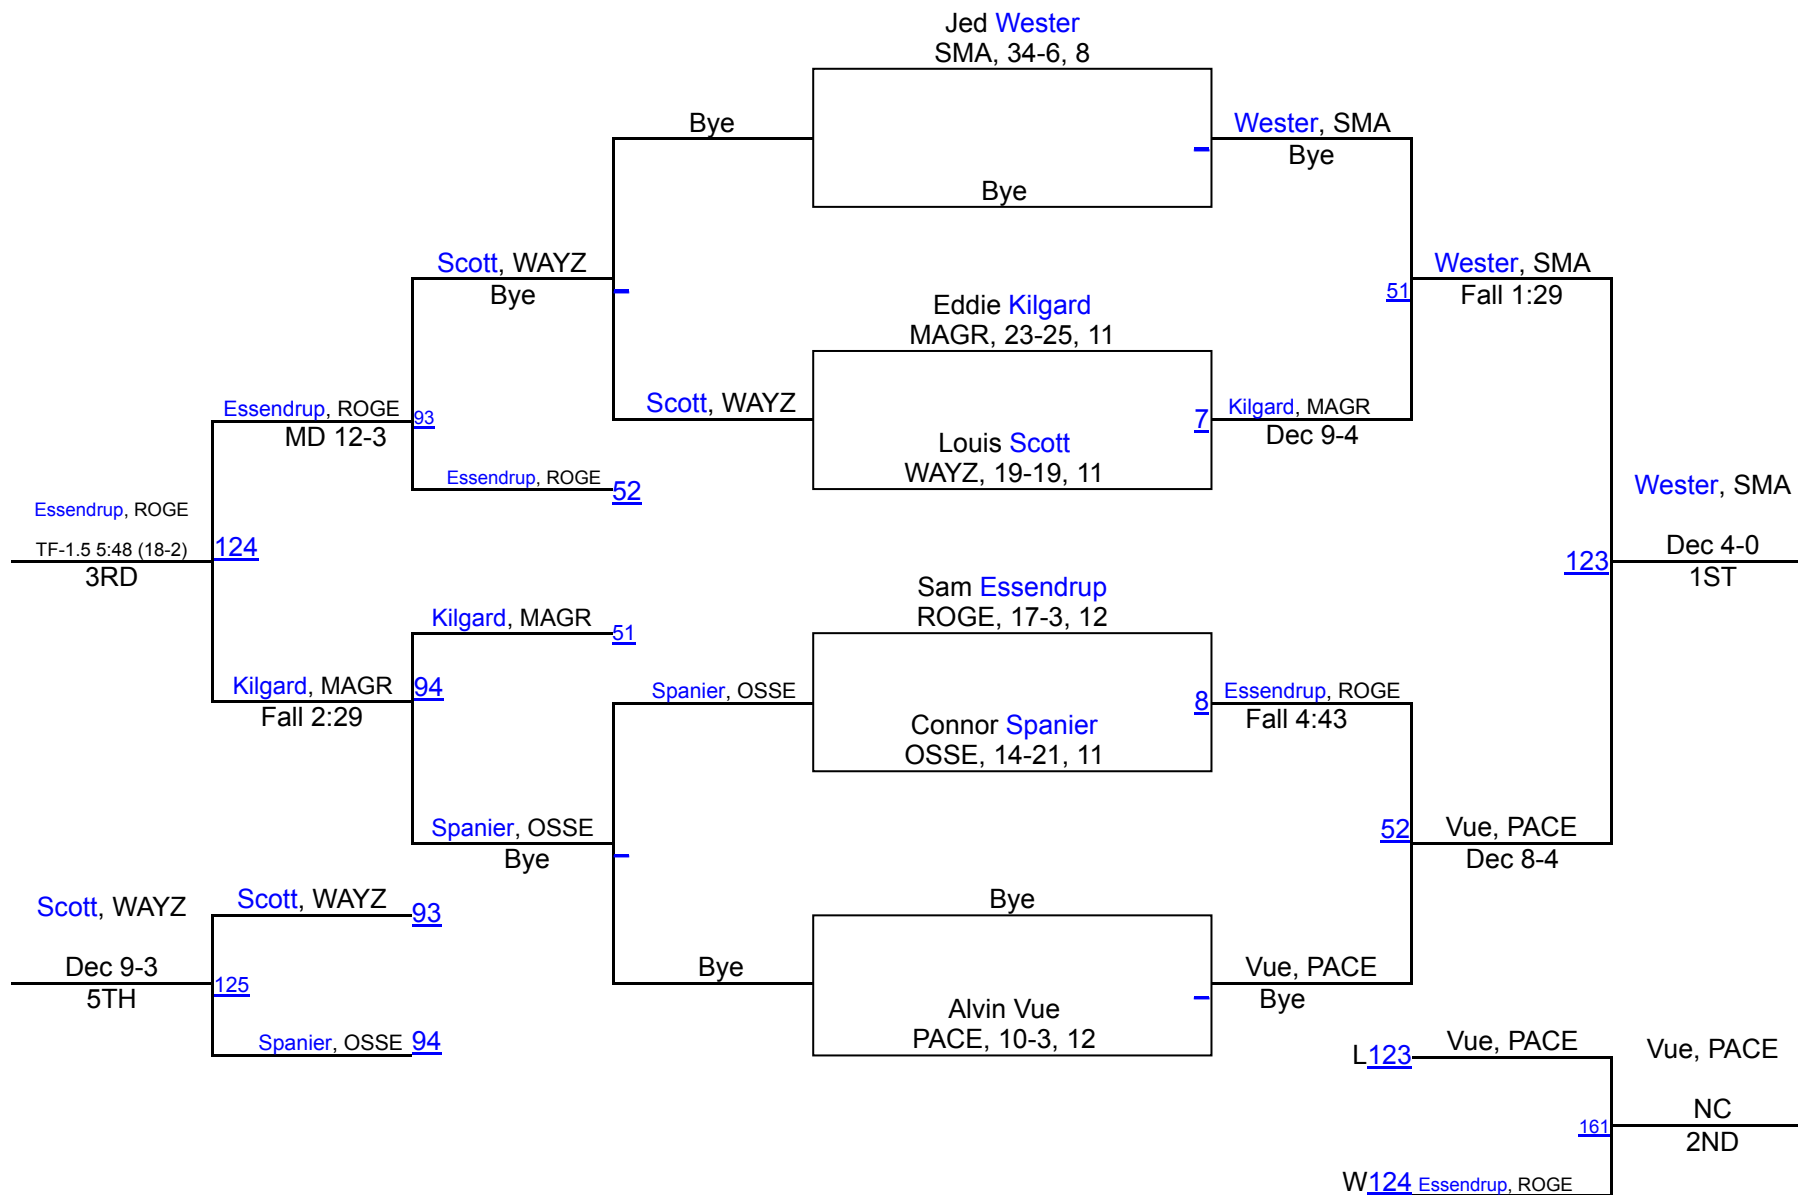 Jed Wester
SMA, 34-6, 8
Bye
Wester, SMA
Bye
Bye
Scott, WAYZ
Bye
Wester, SMA
51
Fall 1:29
Eddie Kilgard
MAGR, 23-25, 11
Scott, WAYZ
7
Kilgard, MAGR
Dec 9-4
Louis Scott
WAYZ, 19-19, 11
Essendrup, ROGE
93
MD 12-3
Essendrup, ROGE
52
Essendrup, ROGE
TF-1.5 5:48 (18-2)
124
3RD
Wester, SMA
123
Dec 4-0
1ST
Sam Essendrup
ROGE, 17-3, 12
Kilgard, MAGR
51
Kilgard, MAGR
94
Fall 2:29
Spanier, OSSE
8
Essendrup, ROGE
Fall 4:43
Connor Spanier
OSSE, 14-21, 11
Spanier, OSSE
Bye
52
Vue, PACE
Dec 8-4
Scott, WAYZ
Scott, WAYZ
93
Bye
Dec 9-3
125
5TH
Bye
Vue, PACE
Bye
Alvin Vue
PACE, 10-3, 12
Spanier, OSSE
94
L123
Vue, PACE
Vue, PACE
161
NC
2ND
W124
Essendrup, ROGE